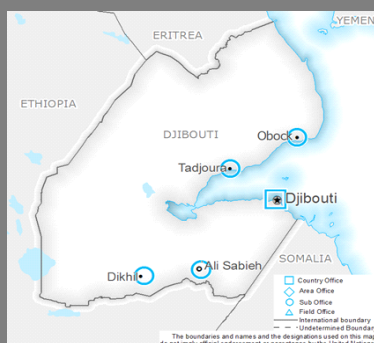 YEMEN
ERITREA
ETHIOPIA
DJIBOUTI
Obock
Tadjoura
Djibouti
Ali Sabieh
Dikhil
SOMALIA
Country Office
Area Office
Sub Office
Field Office
International boundary
Undetermined Boundar
The boundaries and names and the designations used on this map